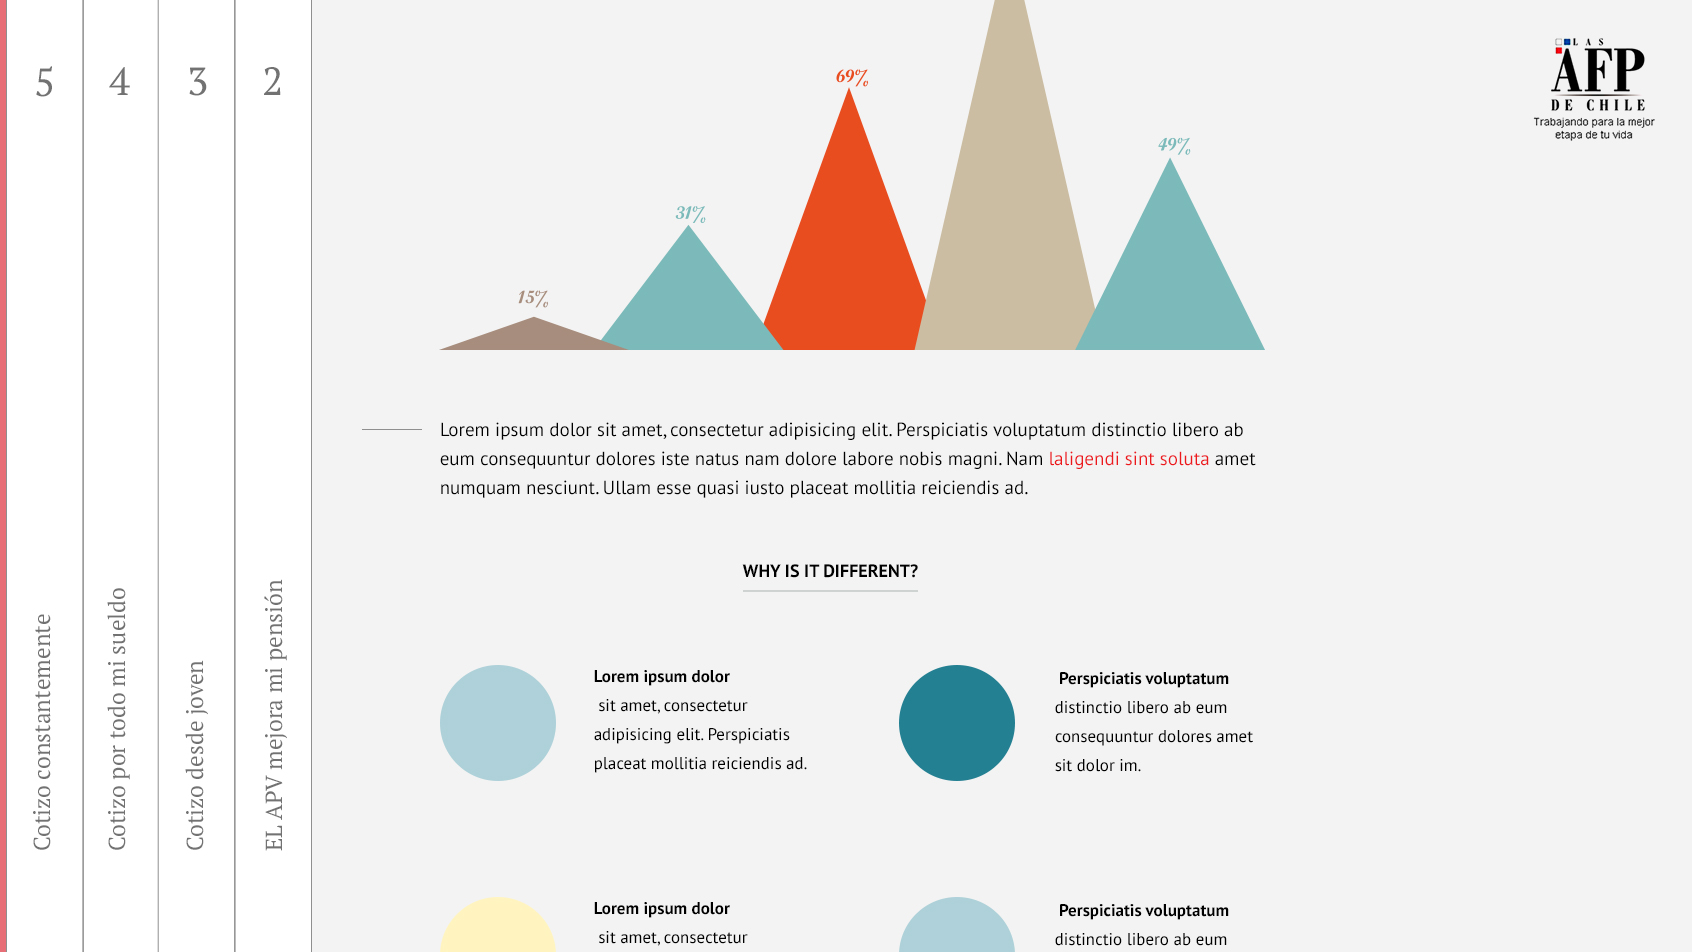 5
Cotizo constantemente
4
Cotizo por todo mi sueldo
3
Cotizo desde joven
2
EL APV mejora mi pensión
15%
31%
69%
49%
LAS
AFP
DE CHILE
Trabajando para la mejor
etapa de tu vida
Lorem ipsum dolor sit amet, consectetur adipisicing elit. Perspiciatis voluptatum distinctio libero ab
eum consequuntur dolores iste natus nam dolore labore nobis magni. Nam laligendi sint soluta amet
numquam nesciunt. Ullam esse quasi iusto placeat mollitia reiciendis ad.
WHY IS IT DIFFERENT?
Lorem ipsum dolor
sit amet, consectetur
adipisicing elit. Perspiciatis
placeat mollitia reiciendis ad.
Perspiciatis voluptatum
distinctio libero ab eum
consequuntur dolores amet
sit dolor im.
Lorem ipsum dolor
sit amet, consectetur
Perspiciatis voluptatum
distinctio libero ab eum